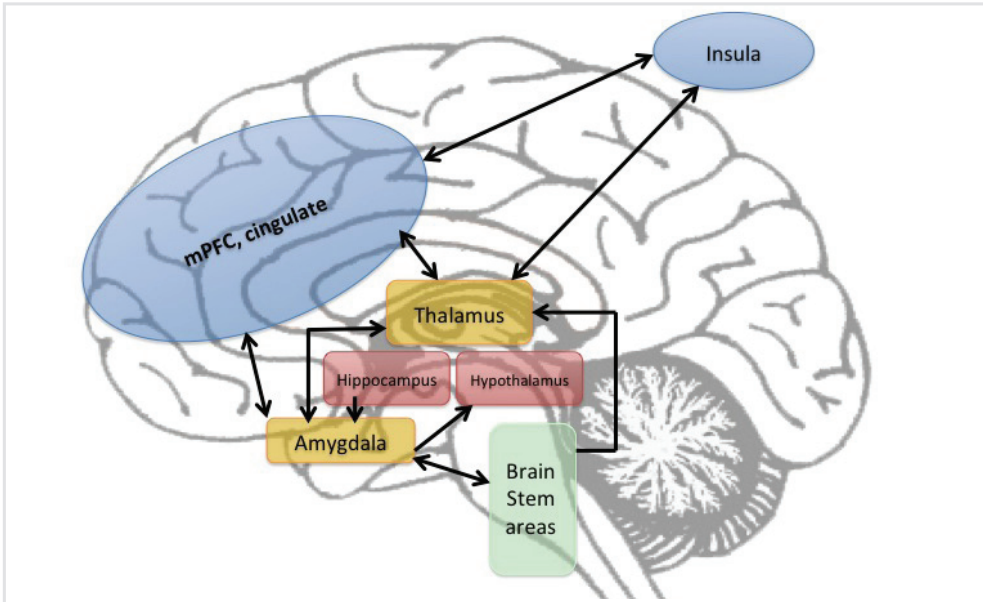 Insula
mPFC, cingulate
Thalamus
Hippocampus
Hypothalamus
Amygdala
Brain
Stem
areas